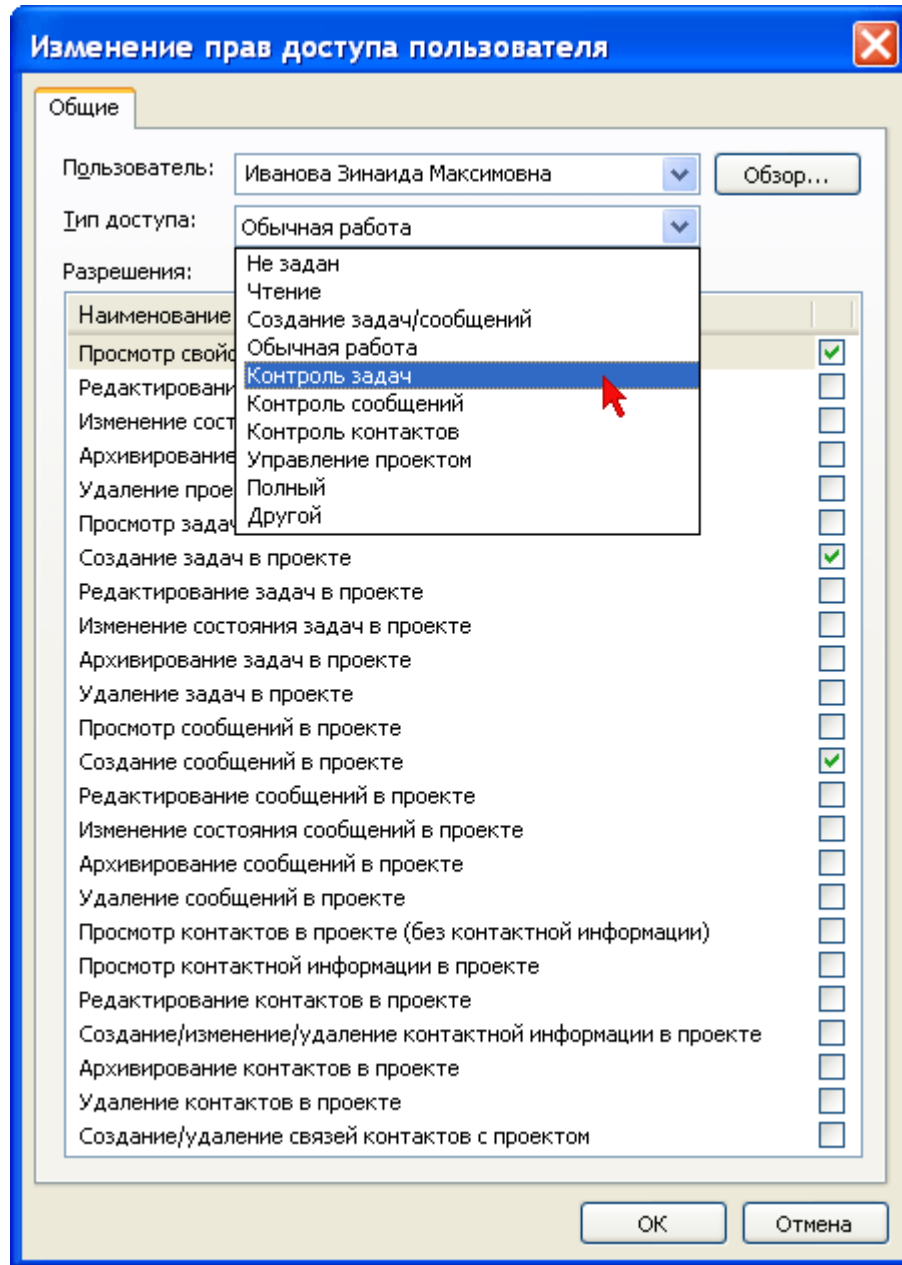 Изменение прав доступа пользователя
Общие
Пользователь: Иванова Зинаида Максимовна Обзор...
Тип доступа: Обычная работа
Разрешения:
Не задан
Чтение
Создание задач/сообщений
Обычная работа
Контроль задач
Контроль сообщений
Контроль контактов
Управление проектом
Полный
Другой
Наименование
Просмотр свой
Редактировани
Изменение сост
Архивирование
Удаление прое
Просмотр задач
Создание задач в проекте
Редактирование задач в проекте
Изменение состояния задач в проекте
Архивирование задач в проекте
Удаление задач в проекте
Просмотр сообщений в проекте
Создание сообщений в проекте
Редактирование сообщений в проекте
Изменение состояния сообщений в проекте
Архивирование сообщений в проекте
Удаление сообщений в проекте
Просмотр контактов в проекте (без контактной информации)
Просмотр контактной информации в проекте
Редактирование контактов в проекте
Создание/изменение/удаление контактной информации в проекте
Архивирование контактов в проекте
Удаление контактов в проекте
Создание/удаление связей контактов с проектом
ОК Отмена